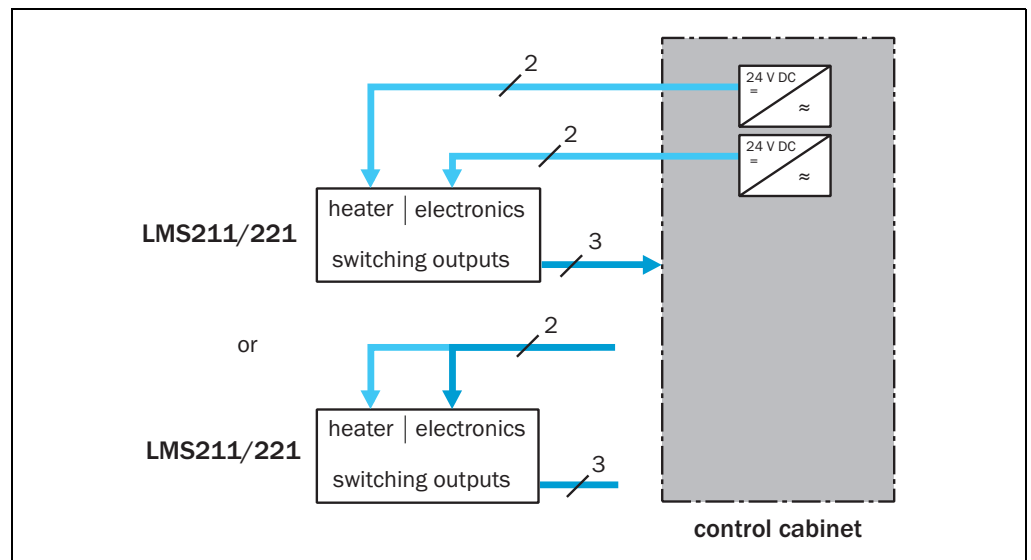 2
24 V DC
=
≈
2
24 V DC
=
≈
heater | electronics
LMS211/221
switching outputs
3
or
2
heater | electronics
LMS211/221
switching outputs
3
control cabinet